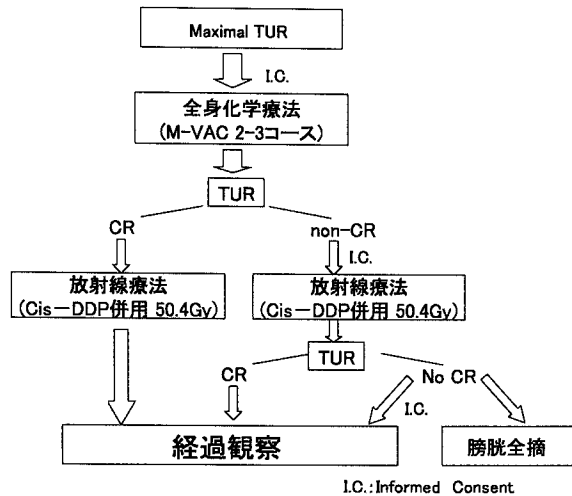 Maximal TUR
I.C.
全身化学療法
(M-VAC 2-3コース)
TUR
CR
non-CR
I.C.
放射線療法
(Cis-DDP併用 50.4Gy)
放射線療法
(Cis-DDP併用 50.4Gy)
TUR
CR
No CR
I.C.
経過観察
膀胱全摘
I.C.:Informed Consent